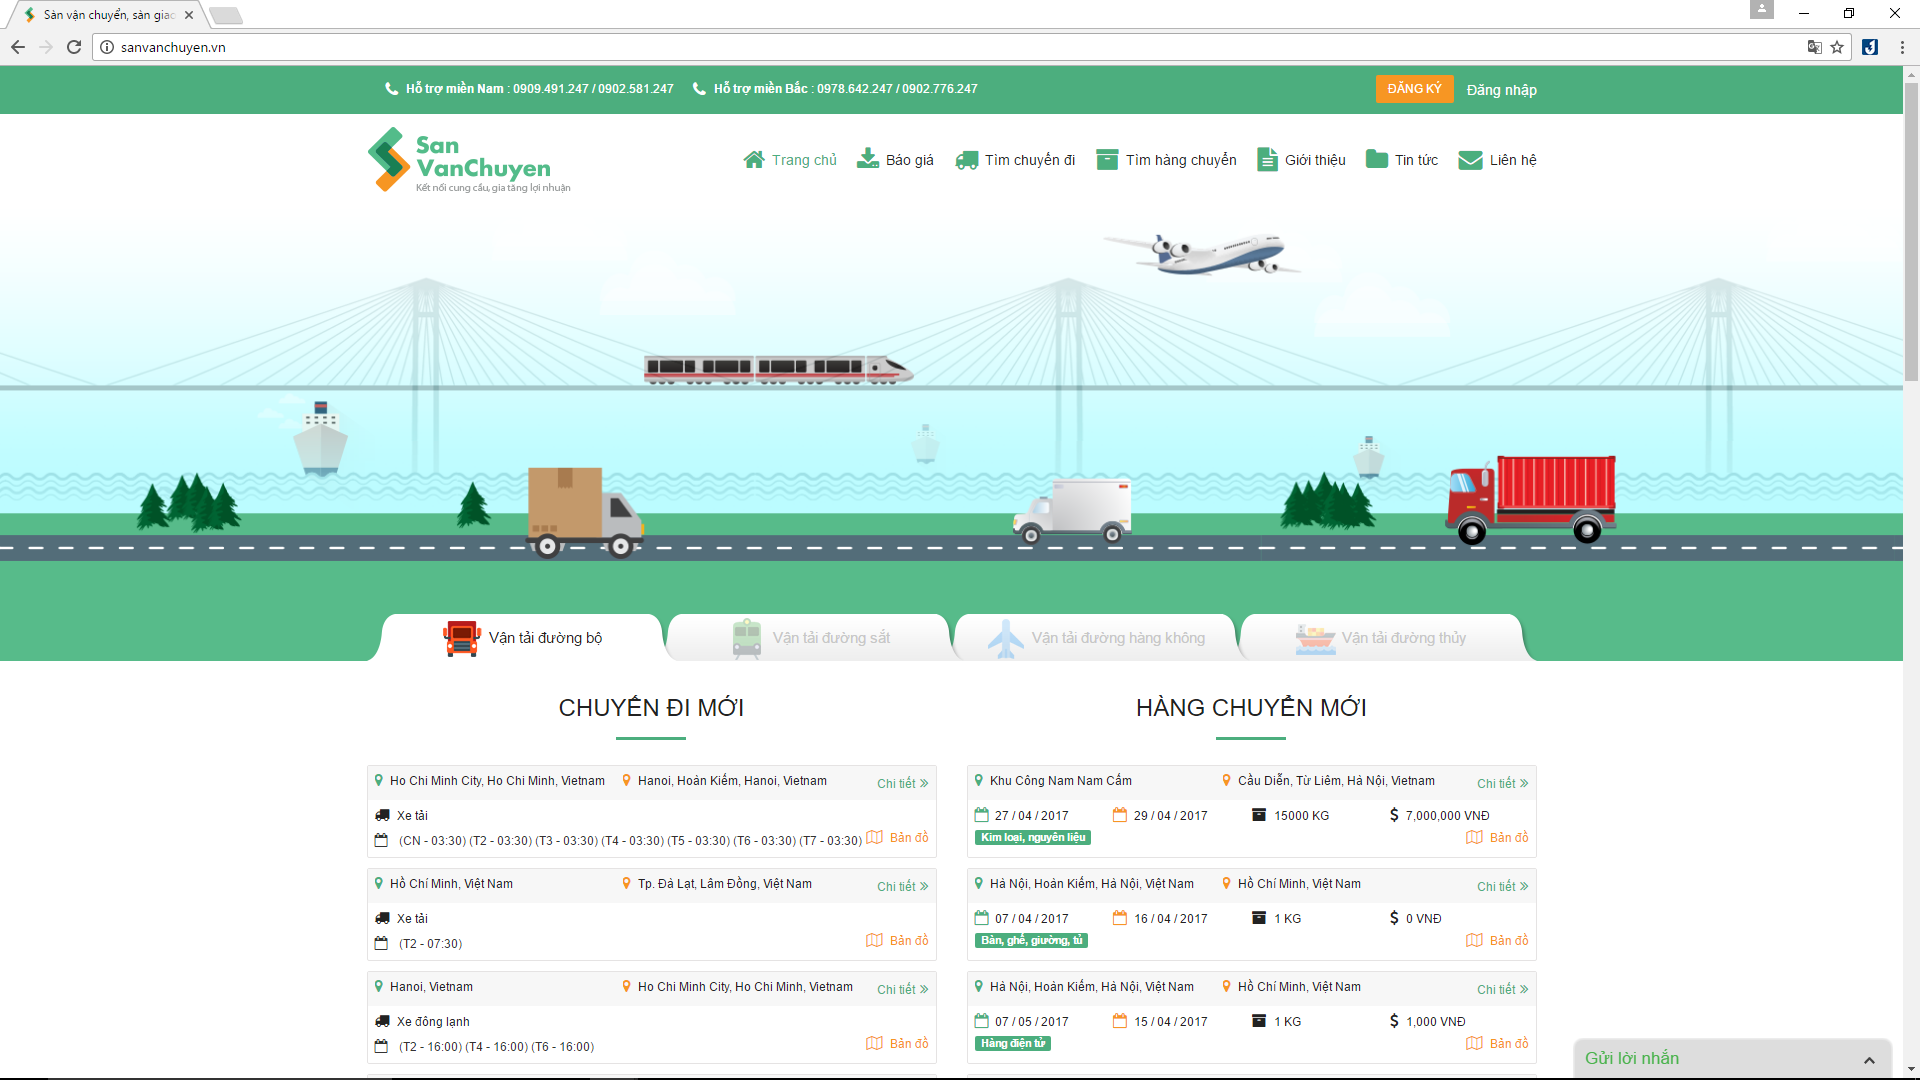 Sàn vận chuyển, sàn giao
sanvanchuyen.vn
Hỗ trợ miền Nam : 0909.491.247 / 0902.581.247
Hỗ trợ miền Bắc : 0978.642.247 / 0902.776.247
ĐĂNG KÝ
Đăng nhập
San
VanChuyen
Kết nối cung cầu, gia tăng lợi nhuận
Trang chủ
Báo giá
Tìm chuyến đi
Tìm hàng chuyển
Giới thiệu
Tin tức
Liên hệ
Vận tải đường bộ
Vận tải đường sắt
Vận tải đường hàng không
Vận tải đường thủy
CHUYẾN ĐI MỚI
Ho Chi Minh City, Ho Chi Minh, Vietnam
Hanoi, Hoàn Kiếm, Hanoi, Vietnam
Chi tiết »
Xe tải
(CN - 03:30) (T2 - 03:30) (T3 - 03:30) (T4 - 03:30) (T5 - 03:30) (T6 - 03:30) (T7 - 03:30)
Bản đồ
Hồ Chí Minh, Việt Nam
Tp. Đà Lạt, Lâm Đồng, Việt Nam
Chi tiết »
Xe tải
(T2 - 07:30)
Bản đồ
Hanoi, Vietnam
Ho Chi Minh City, Ho Chi Minh, Vietnam
Chi tiết »
Xe đông lạnh
(T2 - 16:00) (T4 - 16:00) (T6 - 16:00)
Bản đồ
HÀNG CHUYỂN MỚI
Khu Công Nam Nam Cấm
Cầu Diễn, Từ Liêm, Hà Nội, Vietnam
Chi tiết »
27 / 04 / 2017
29 / 04 / 2017
15000 KG
$ 7,000,000 VNĐ
Kim loại, nguyên liệu
Bản đồ
Hà Nội, Hoàn Kiếm, Hà Nội, Việt Nam
Hồ Chí Minh, Việt Nam
Chi tiết »
07 / 04 / 2017
16 / 04 / 2017
1 KG
$ 0 VNĐ
Bàn, ghế, giường, tủ
Bản đồ
Hà Nội, Hoàn Kiếm, Hà Nội, Việt Nam
Hồ Chí Minh, Việt Nam
Chi tiết »
07 / 05 / 2017
15 / 04 / 2017
1 KG
$ 1,000 VNĐ
Hàng điện tử
Bản đồ
Gửi lời nhắn